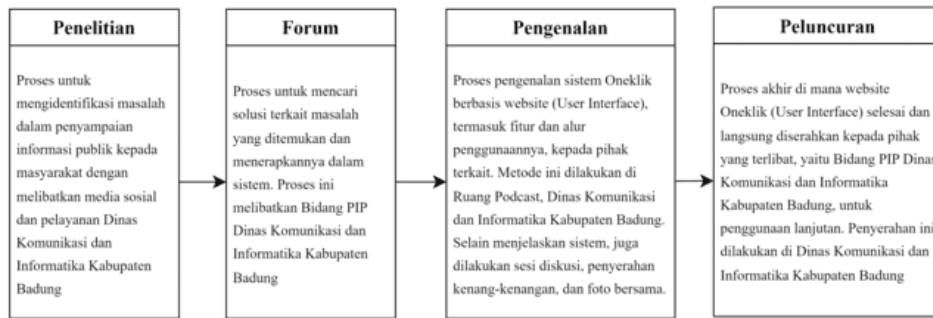 Penelitian
Proses untuk
mengidentifikasi masalah
dalam penyampaian
informasi publik kepada
masyarakat dengan
melibatkan media sosial
dan pelayanan Dinas
Komunikasi dan
Informatika Kabupaten
Badung
Forum
Proses untuk mencari
solusi terkait masalah
yang ditemukan dan
menerapkannya dalam
sistem. Proses ini
melibatkan Bidang PIP
Dinas Komunikasi dan
Informatika Kabupaten
Badung
Pengenalan
Proses pengenalan sistem Oneklik
berbasis website (User Interface),
termasuk fitur dan alur
penggunaannya, kepada pihak
terkait. Metode ini dilakukan di
Ruang Podcast, Dinas Komunikasi
dan Informatika Kabupaten Badung.
Selain menjelaskan sistem, juga
dilakukan sesi diskusi, penyerahan
kenang-kenangan, dan foto bersama.
Peluncuran
Proses akhir di mana website
Oneklik (User Interface) selesai dan
langsung diserahkan kepada pihak
yang terlibat, yaitu Bidang PIP Dinas
Komunikasi dan Informatika
Kabupaten Badung, untuk
penggunaan lanjutan. Penyerahan ini
dilakukan di Dinas Komunikasi dan
Informatika Kabupaten Badung